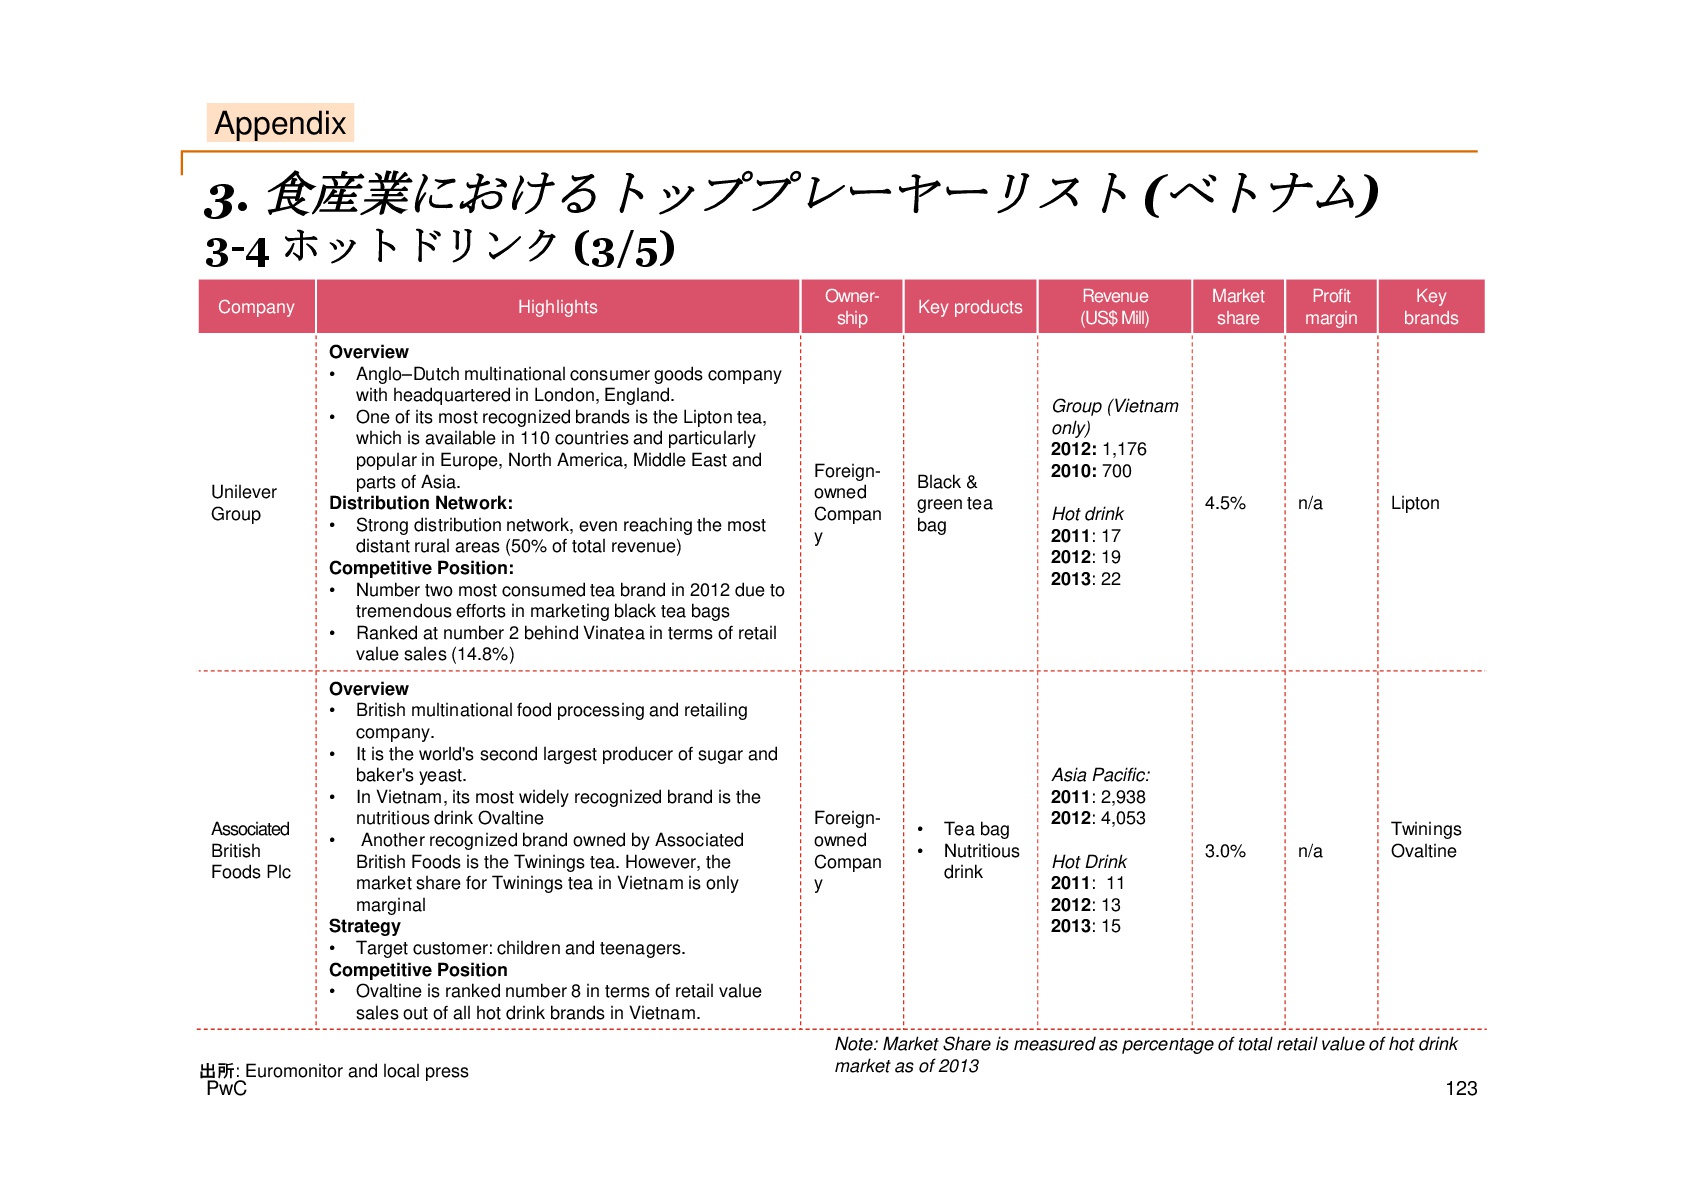 Appendix
3. 食産業におけるトッププレーヤーリスト(ベトナム)
3-4 ホットドリンク (3/5)
Company
Highlights
Owner-
ship
Key products
Revenue
(US$ Mill)
Market
share
Profit
margin
Key
brands
Unilever
Group
Overview
• Anglo–Dutch multinational consumer goods company
with headquartered in London, England.
• One of its most recognized brands is the Lipton tea,
which is available in 110 countries and particularly
popular in Europe, North America, Middle East and
parts of Asia.
Distribution Network:
• Strong distribution network, even reaching the most
distant rural areas (50% of total revenue)
Competitive Position:
• Number two most consumed tea brand in 2012 due to
tremendous efforts in marketing black tea bags
• Ranked at number 2 behind Vinatea in terms of retail
value sales (14.8%)
Foreign-
owned
Compan
y
Black &
green tea
bag
Group (Vietnam
only)
2012: 1,176
2010: 700
Hot drink
2011: 17
2012: 19
2013: 22
4.5%
n/a
Lipton
Associated
British
Foods Plc
Overview
• British multinational food processing and retailing
company.
• It is the world's second largest producer of sugar and
baker's yeast.
• In Vietnam, its most widely recognized brand is the
nutritious drink Ovaltine
• Another recognized brand owned by Associated
British Foods is the Twinings tea. However, the
market share for Twinings tea in Vietnam is only
marginal
Strategy
• Target customer: children and teenagers.
Competitive Position
• Ovaltine is ranked number 8 in terms of retail value
sales out of all hot drink brands in Vietnam.
Foreign-
owned
Compan
y
• Tea bag
• Nutritious
drink
Asia Pacific:
2011: 2,938
2012: 4,053
Hot Drink
2011: 11
2012: 13
2013: 15
3.0%
n/a
Twinings
Ovaltine
Note: Market Share is measured as percentage of total retail value of hot drink
market as of 2013
出所: Euromonitor and local press
PwC
123